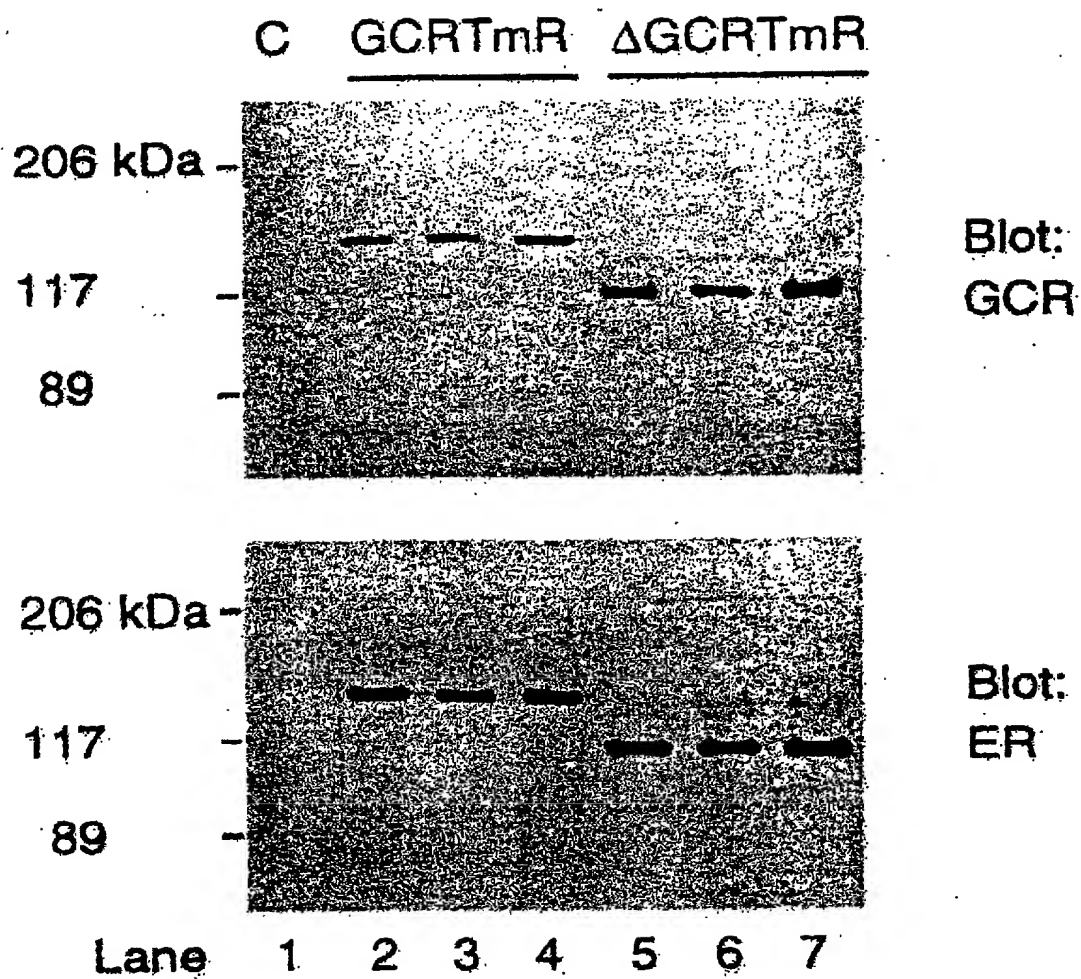 C GCRTmR ΔGCRTmR
206 kDa
117
89
Blot:
GCR
206 kDa
117
89
Blot:
ER
Lane 1 2 3 4 5 6 7